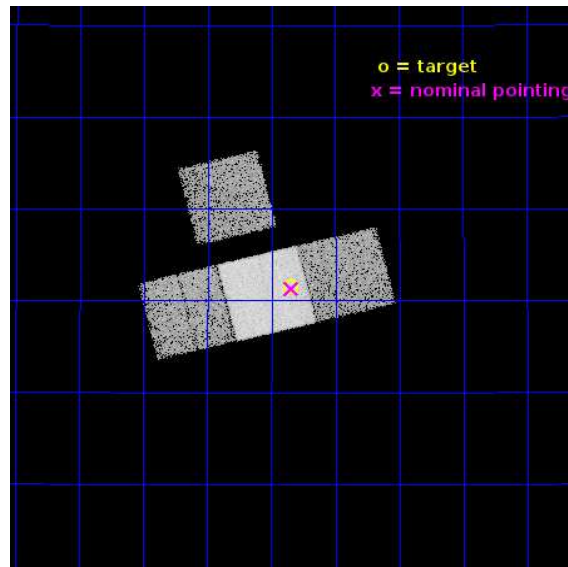 o = target
x = nominal pointing